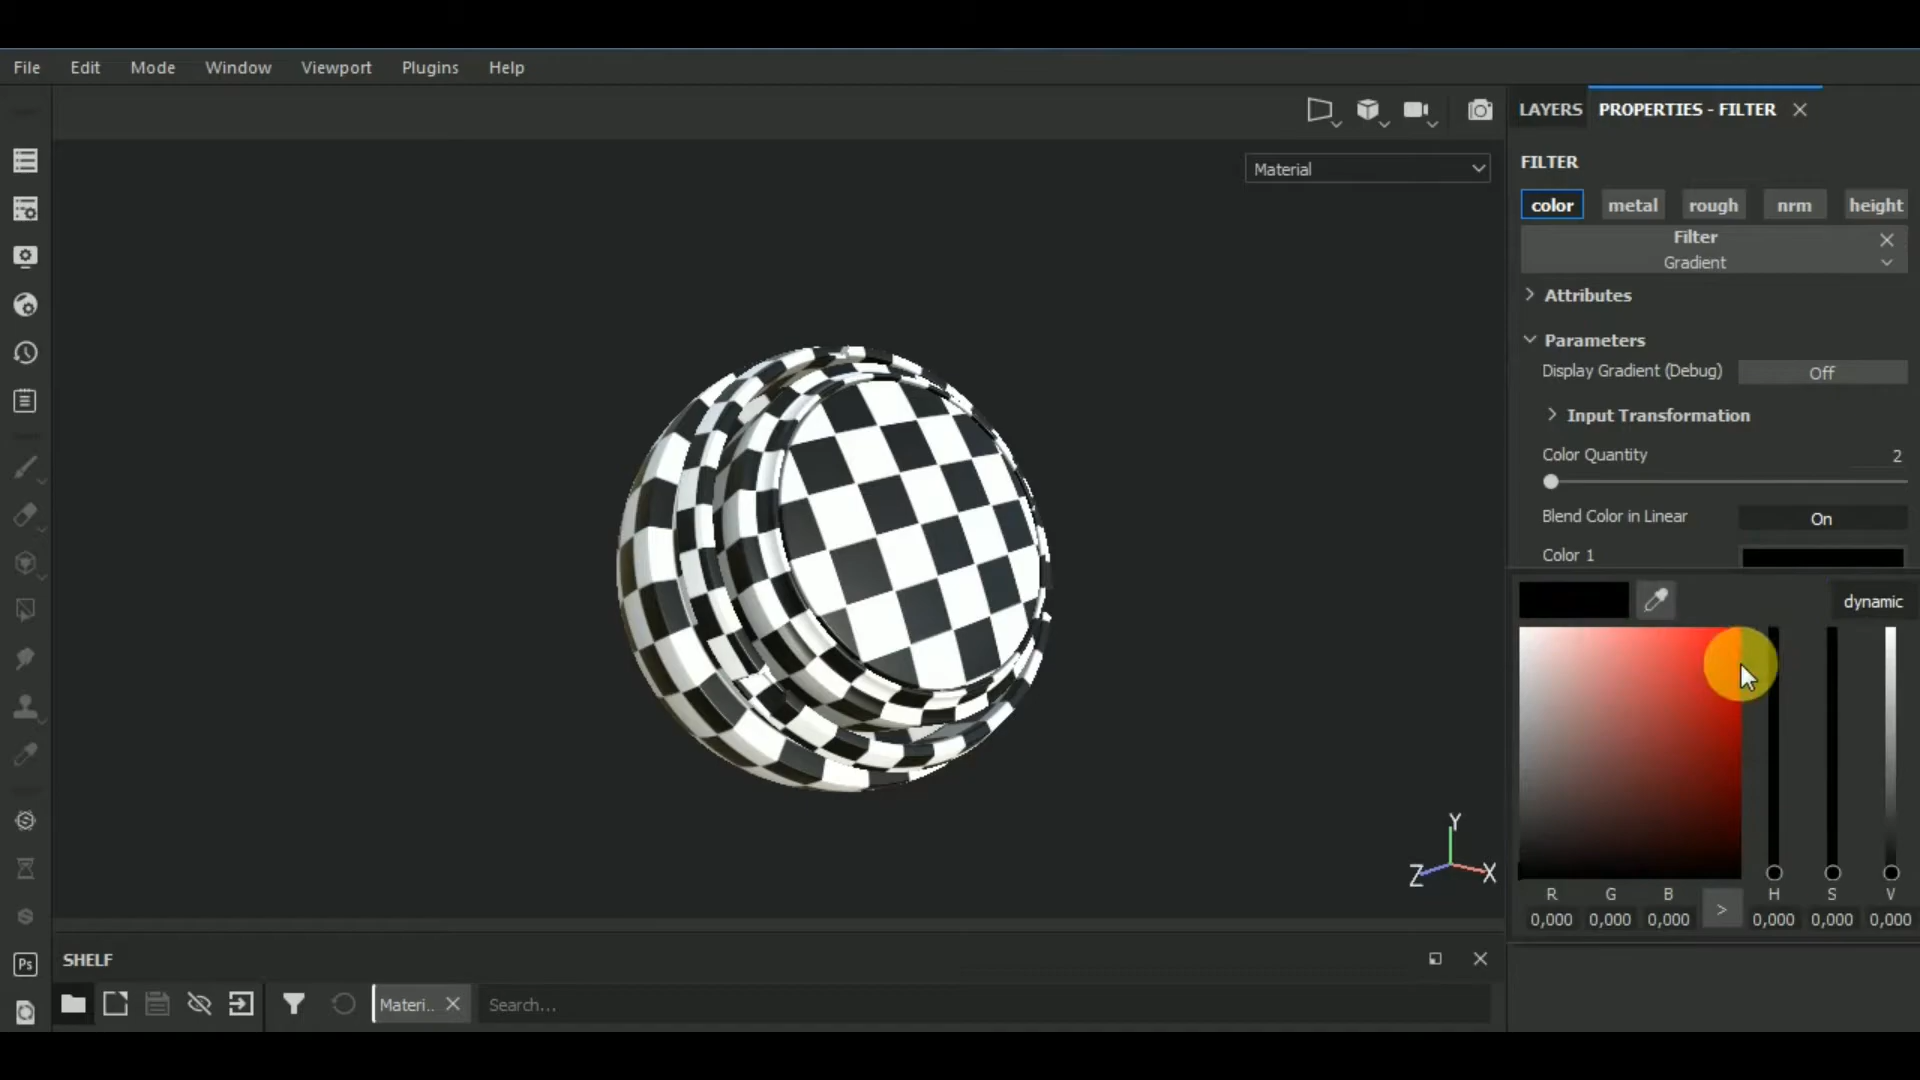 File Edit Mode Window Viewport Plugins Help
LAYERS PROPERTIES - FILTER
Material
FILTER
color metal rough nrm height
Filter
Gradient
Attributes
Parameters
Display Gradient (Debug) Off
Input Transformation
Color Quantity 2
Blend Color in Linear On
Color 1
dynamic
Y
Z X
R G B > H S V
0,000 0,000 0,000 0,000 0,000 0,000
SHELF
Ps
Materi.. Search...